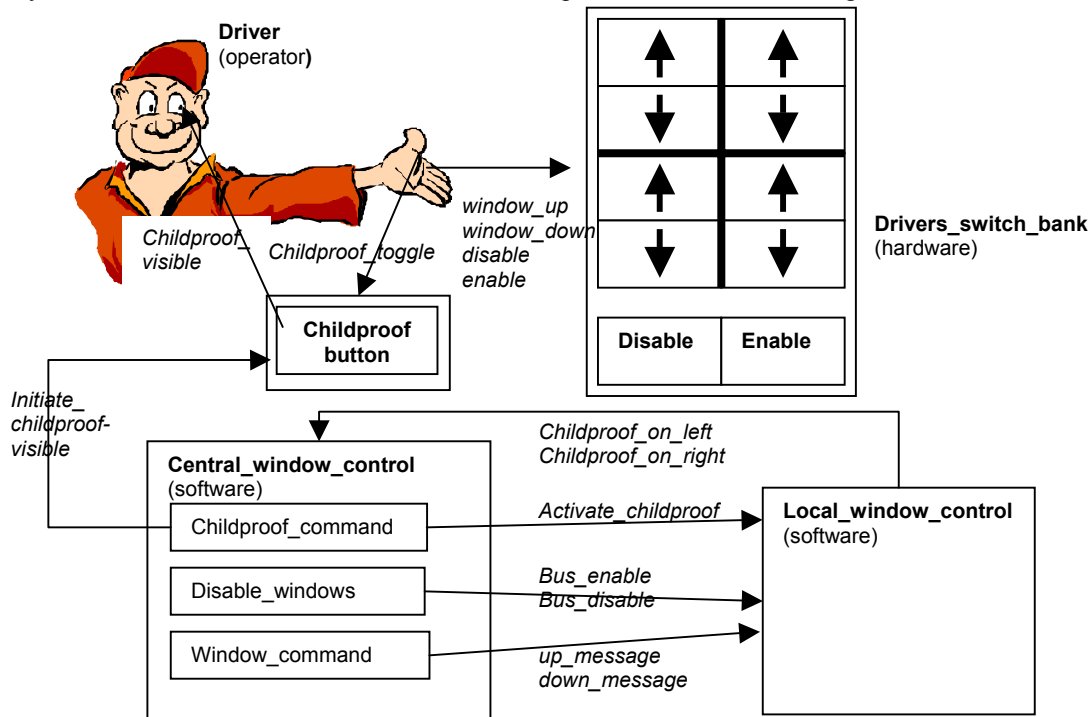 Driver
(operator)
Childproof_
visible
Childproof_toggle
window_up
window_down
disable
enable
Drivers_switch_bank
(hardware)
Childproof
button
Disable
Enable
Initiate_
childproof-
visible
Childproof_on_left
Childproof_on_right
Central_window_control
(software)
Childproof_command
Activate_childproof
Local_window_control
(software)
Disable_windows
Bus_enable
Bus_disable
Window_command
up_message
down_message